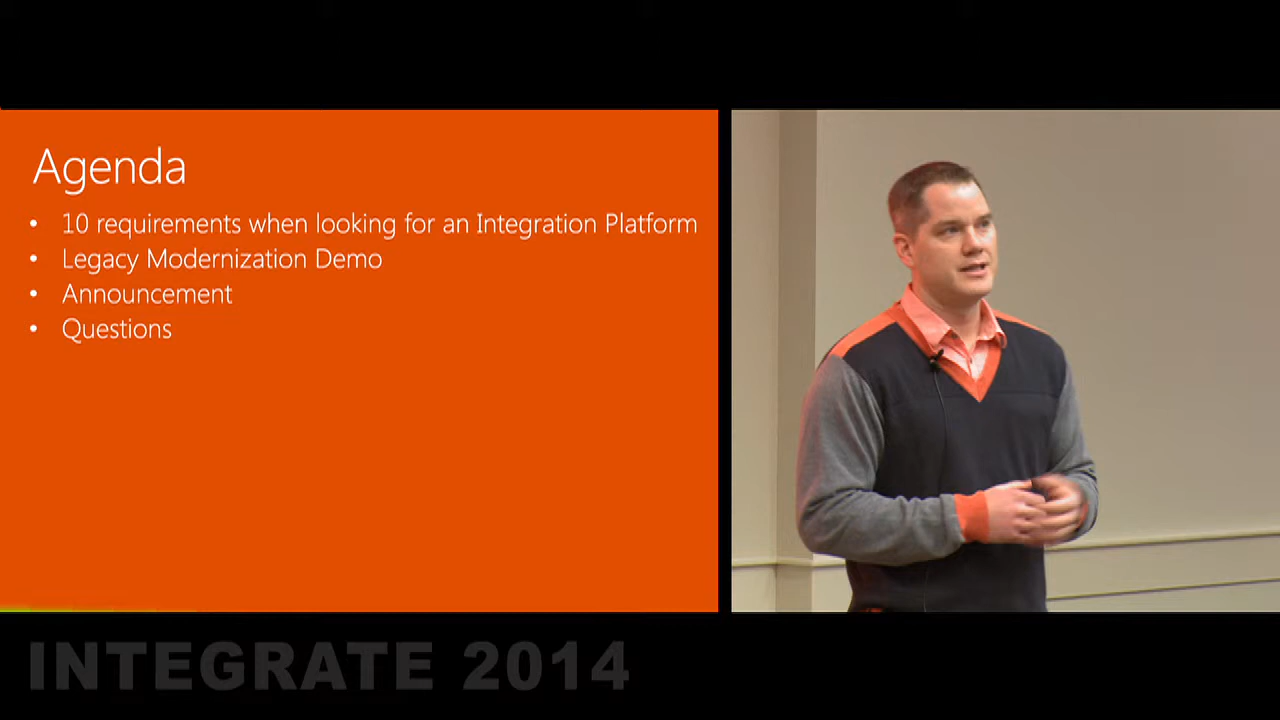 Agenda
• 10 requirements when looking for an Integration Platform
• Legacy Modernization Demo
• Announcement
• Questions
INTEGRATE 2014